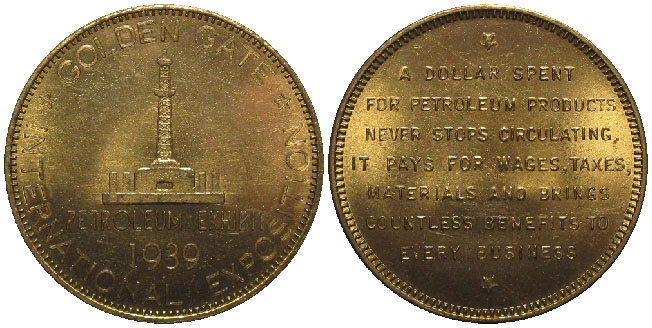 ★ GOLDEN GATE ★
INTERNATIONAL EXPOSITION
PETROLEUM EXHIBIT
1939
A DOLLAR SPENT
FOR PETROLEUM PRODUCTS
NEVER STOPS CIRCULATING,
IT PAYS FOR WAGES, TAXES,
MATERIALS AND BRINGS
COUNTLESS BENEFITS TO
EVERY BUSINESS